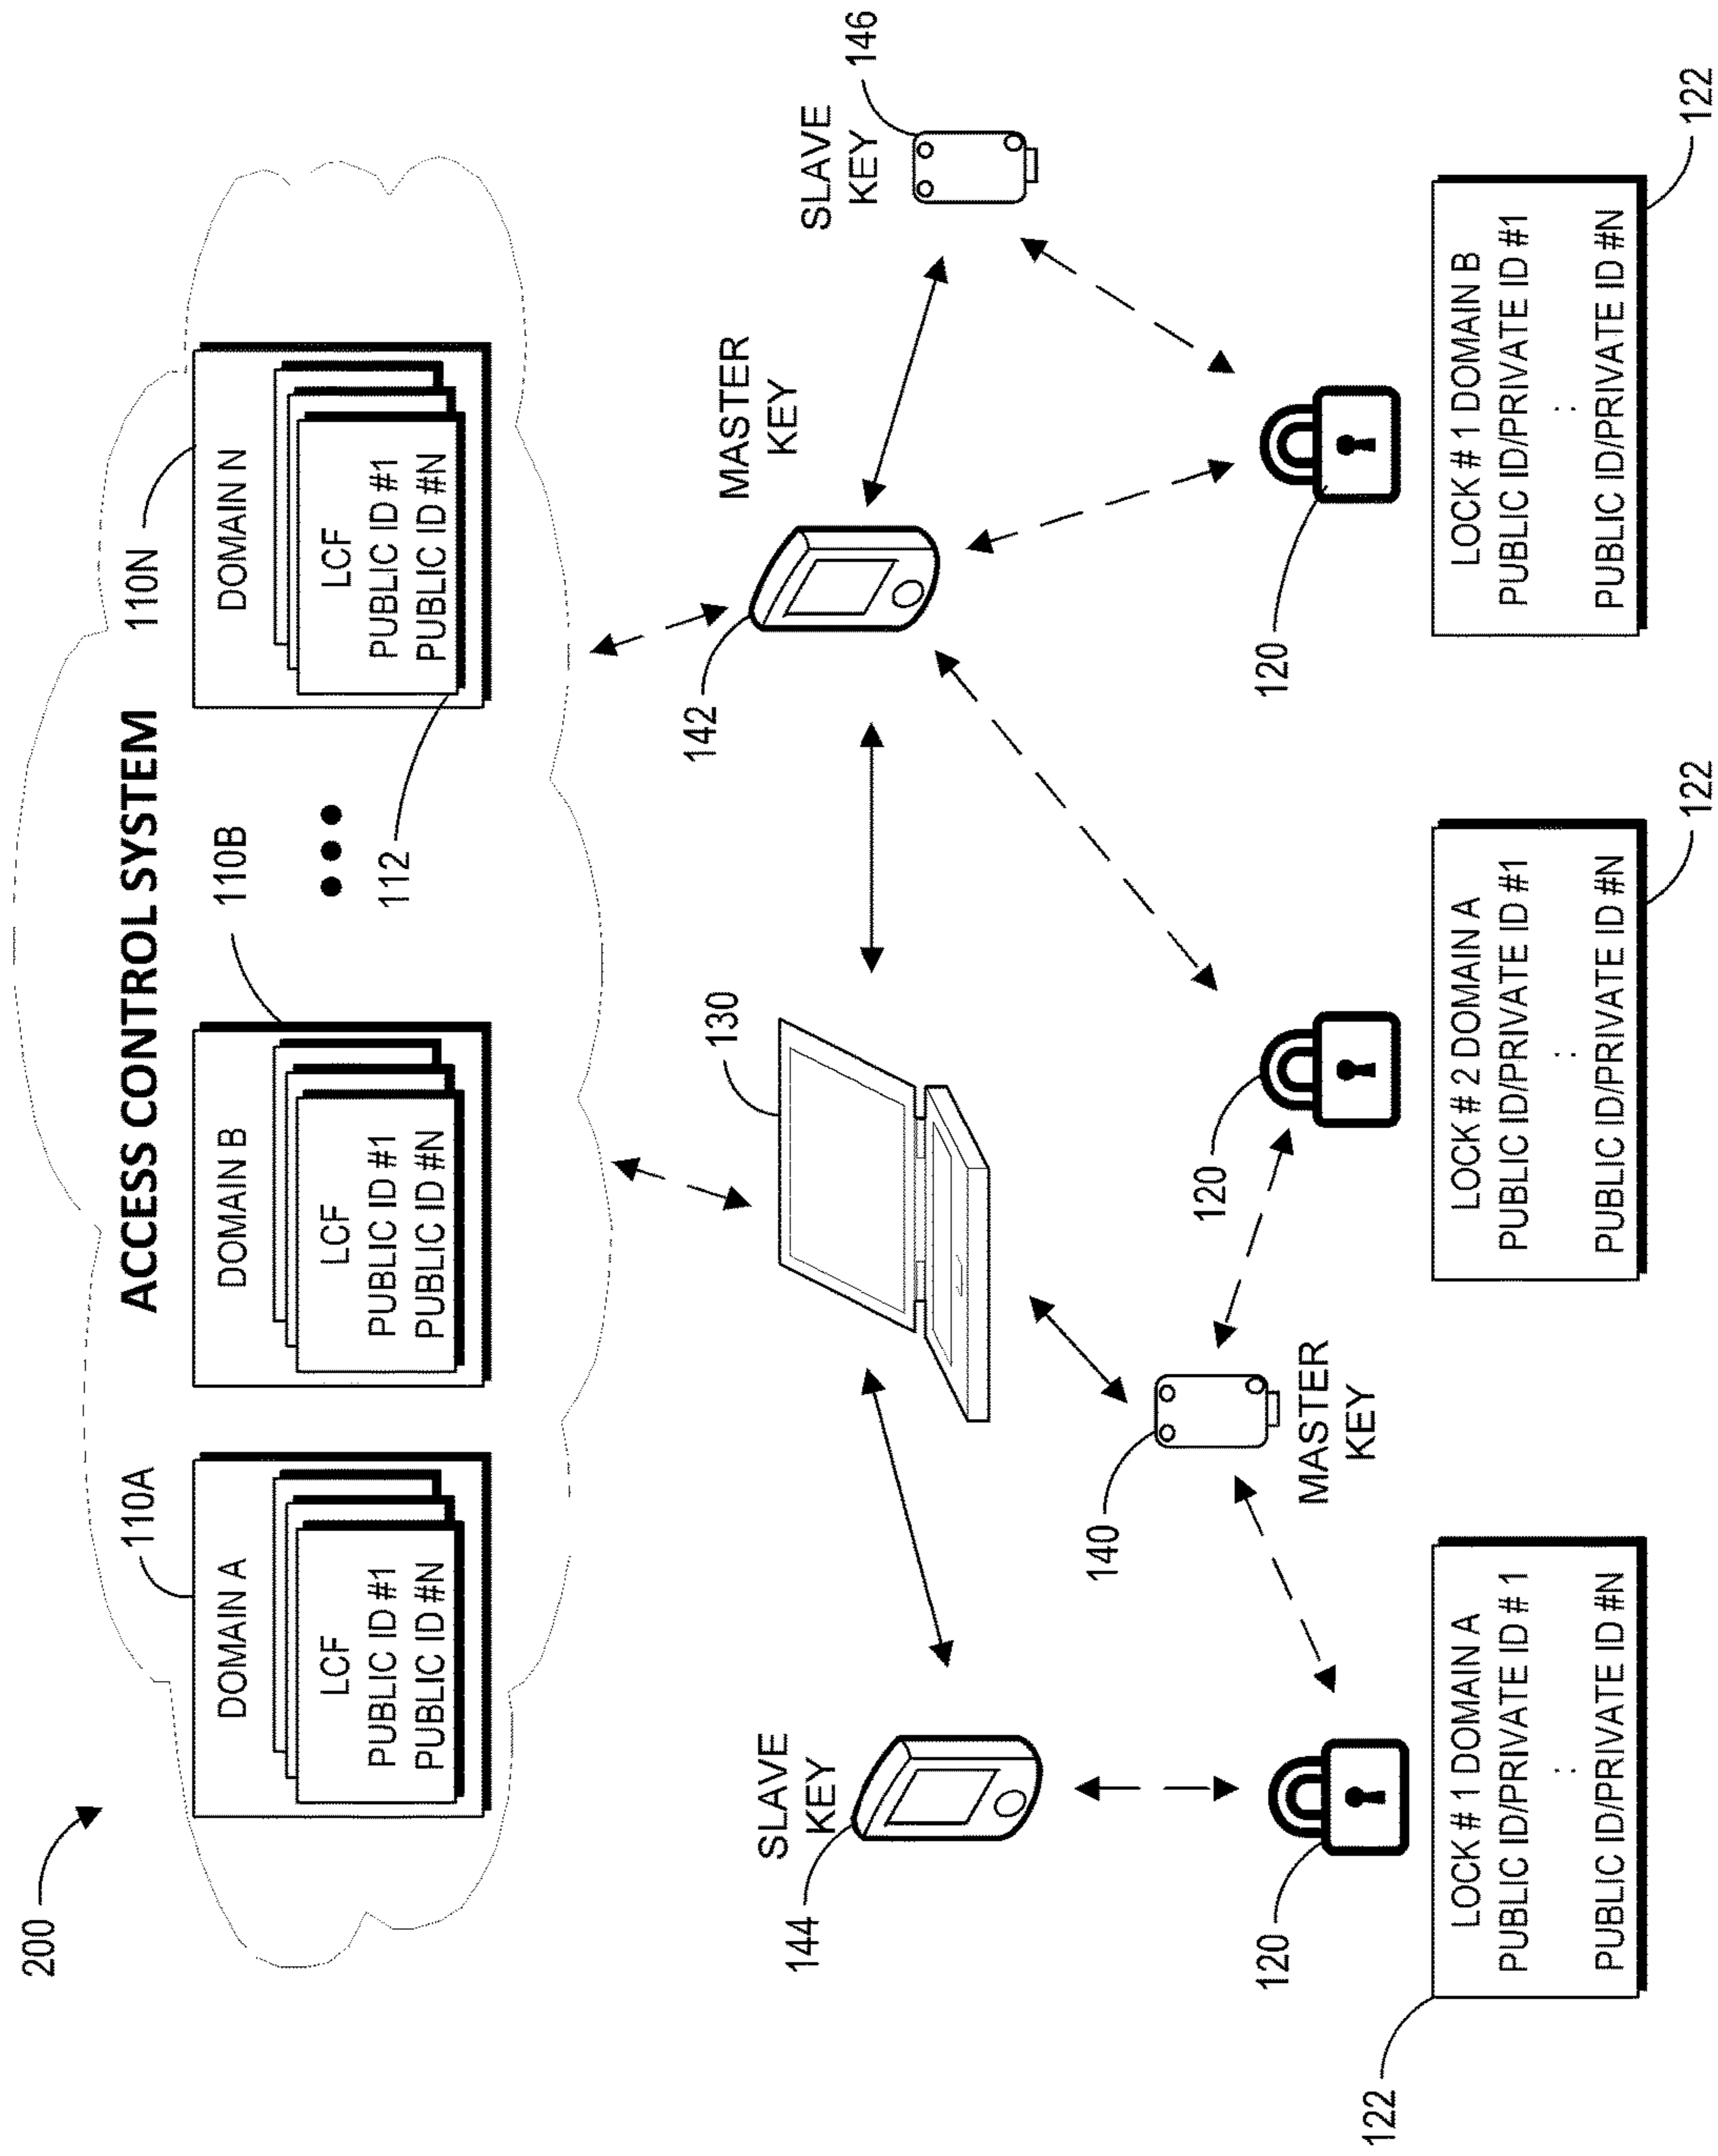 200
ACCESS CONTROL SYSTEM
110A
110B
110N
DOMAIN A
LCF
PUBLIC ID #1
PUBLIC ID #N
DOMAIN B
LCF
PUBLIC ID #1
PUBLIC ID #N
DOMAIN N
LCF
PUBLIC ID #1
PUBLIC ID #N
112
SLAVE
KEY
144
130
142
MASTER
KEY
SLAVE
KEY
146
140
MASTER
KEY
120
120
120
122
LOCK # 1 DOMAIN A
PUBLIC ID/PRIVATE ID # 1
:
PUBLIC ID/PRIVATE ID #N
LOCK # 2 DOMAIN A
PUBLIC ID/PRIVATE ID #1
:
PUBLIC ID/PRIVATE ID #N
122
LOCK # 1 DOMAIN B
PUBLIC ID/PRIVATE ID #1
:
PUBLIC ID/PRIVATE ID #N
122